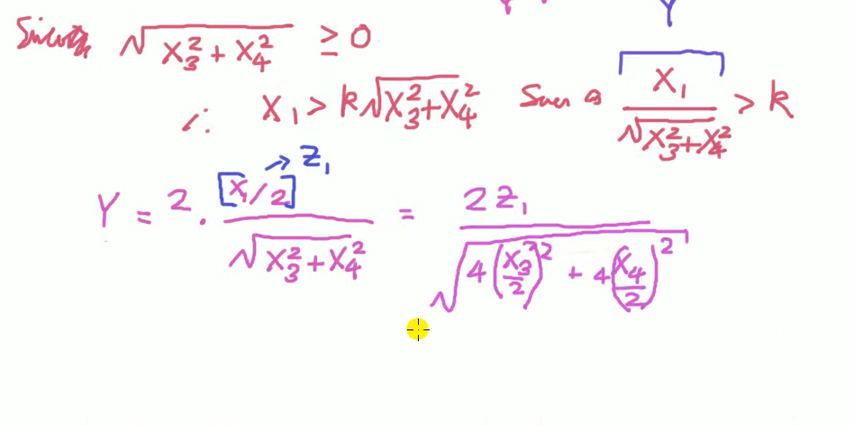 Y
√(X₃² + X₄²) ≥ 0
∴ X₁ > k√(X₃²+X₄²) Same as X₁/√(X₃²+X₄²) > k
→ Z₁
Y = 2 · [X₁/2]/√(X₃²+X₄²) = 2Z₁/√(4(X₃/2)² + 4(X₄/2)²)